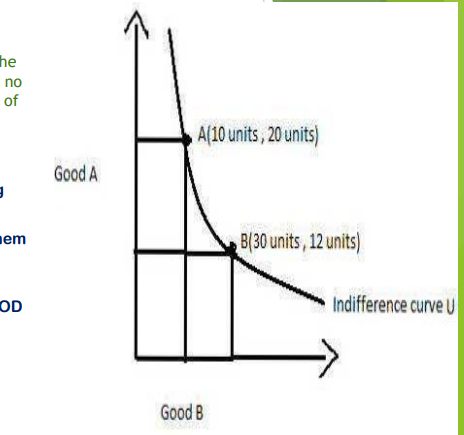 he
no
of
A(10 units , 20 units)
Good A
g
B(30 units , 12 units)
hem
OD
Indifference curve U
Good B